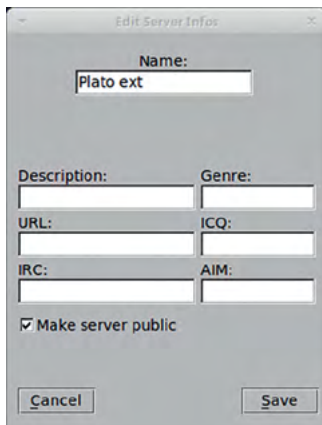 Edit Server Infos
Name:
Plato ext
Description: Genre:
URL: ICQ:
IRC: AIM:
Make server public
Cancel Save